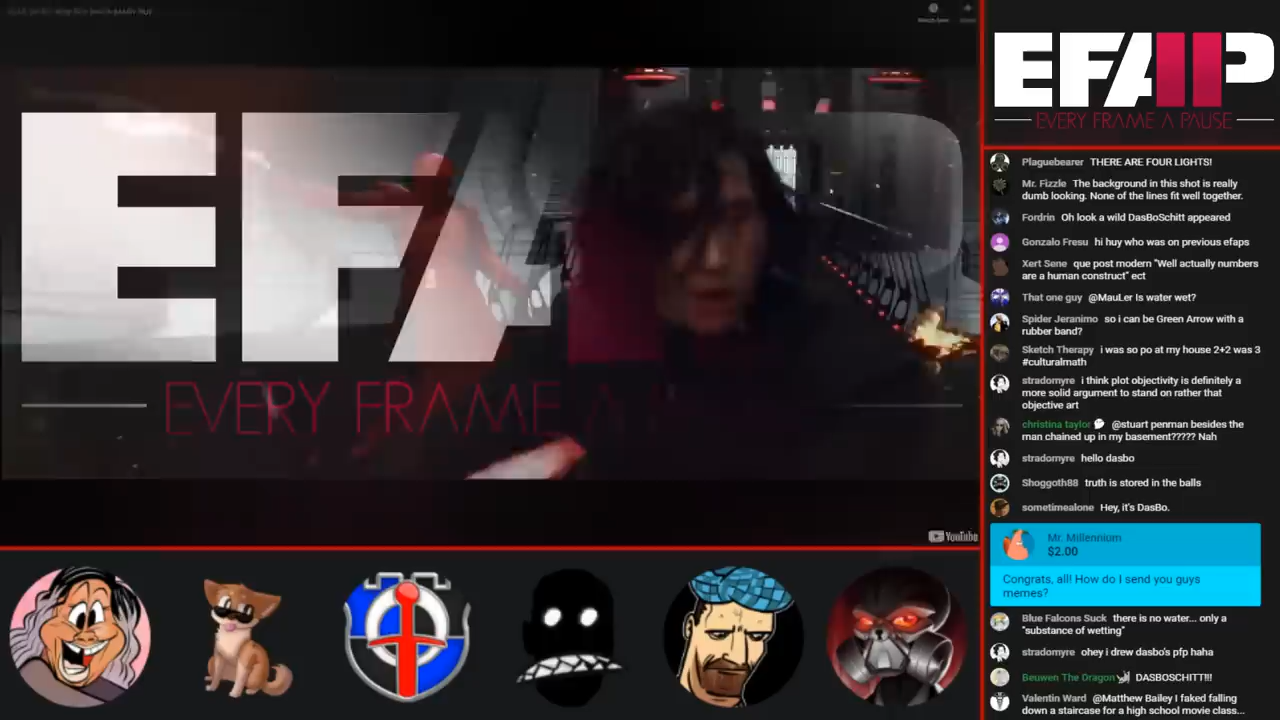 EFAP
EVERY FRAME A
YouTube
EFAP
EVERY FRAME A PAUSE
Plaguebearer THERE ARE FOUR LIGHTS!
Mr. Fizzle The background in this shot is really
dumb looking. None of the lines fit well together.
Fordrin Oh look a wild DasBoSchitt appeared
Gonzalo Fresu hi huy who was on previous efaps
Xert Sene que post modern "Well actually numbers
are a human construct" ect
That one guy @MauLer Is water wet?
Spider Jeranimo so i can be Green Arrow with a
rubber band?
Sketch Therapy i was so po at my house 2+2 was 3
#culturalmath
stradomyre i think plot objectivity is definitely a
more solid argument to stand on rather that
objective art
christina taylor @stuart penman besides the
man chained up in my basement????? Nah
stradomyre hello dasbo
Shoggoth88 truth is stored in the balls
sometimealone Hey, it's DasBo.
Mr. Millennium
$2.00
Congrats, all! How do I send you guys
memes?
Blue Falcons Suck there is no water... only a
"substance of wetting"
stradomyre ohey i drew dasbo's pfp haha
Beuwen The Dragon DASBOSCHITT!!!
Valentin Ward @Matthew Bailey I faked falling
down a staircase for a high school movie class...